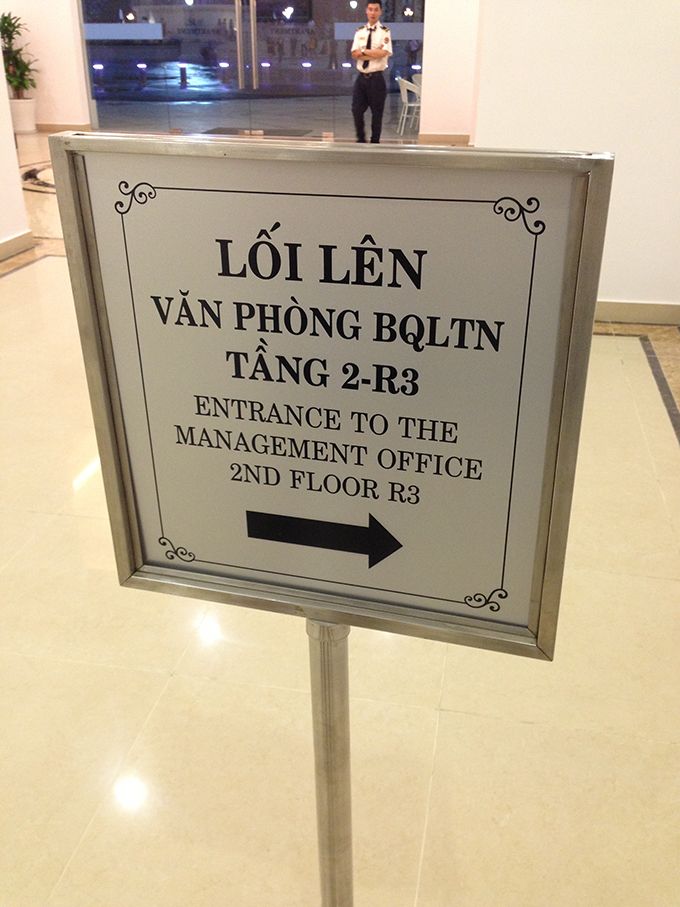 LỐI LÊN
VĂN PHÒNG BQLTN
TẦNG 2-R3
ENTRANCE TO THE
MANAGEMENT OFFICE
2ND FLOOR R3